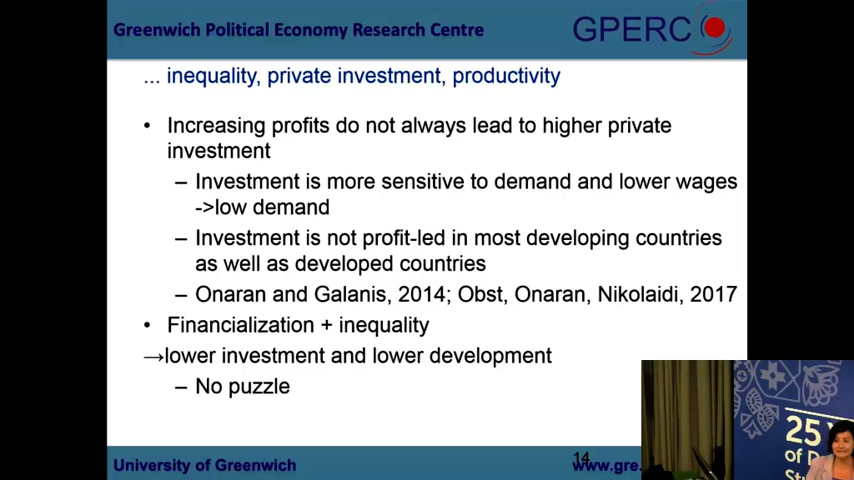 Greenwich Political Economy Research Centre
GPERC
... inequality, private investment, productivity
• Increasing profits do not always lead to higher private
investment
– Investment is more sensitive to demand and lower wages
->low demand
– Investment is not profit-led in most developing countries
as well as developed countries
– Onaran and Galanis, 2014; Obst, Onaran, Nikolaidi, 2017
• Financialization + inequality
→lower investment and lower development
– No puzzle
University of Greenwich
14
www.gre.
25
of D
St